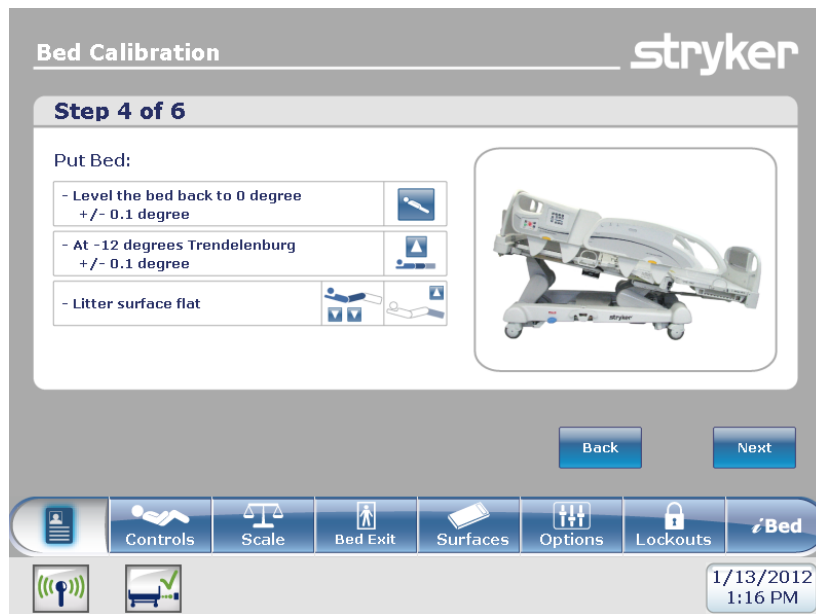 Bed Calibration
stryker
Step 4 of 6
Put Bed:
- Level the bed back to 0 degree
+/- 0.1 degree
- At -12 degrees Trendelenburg
+/- 0.1 degree
- Litter surface flat
stryker
Back
Next
Controls
Scale
Bed Exit
Surfaces
Options
Lockouts
iBed
1/13/2012
1:16 PM